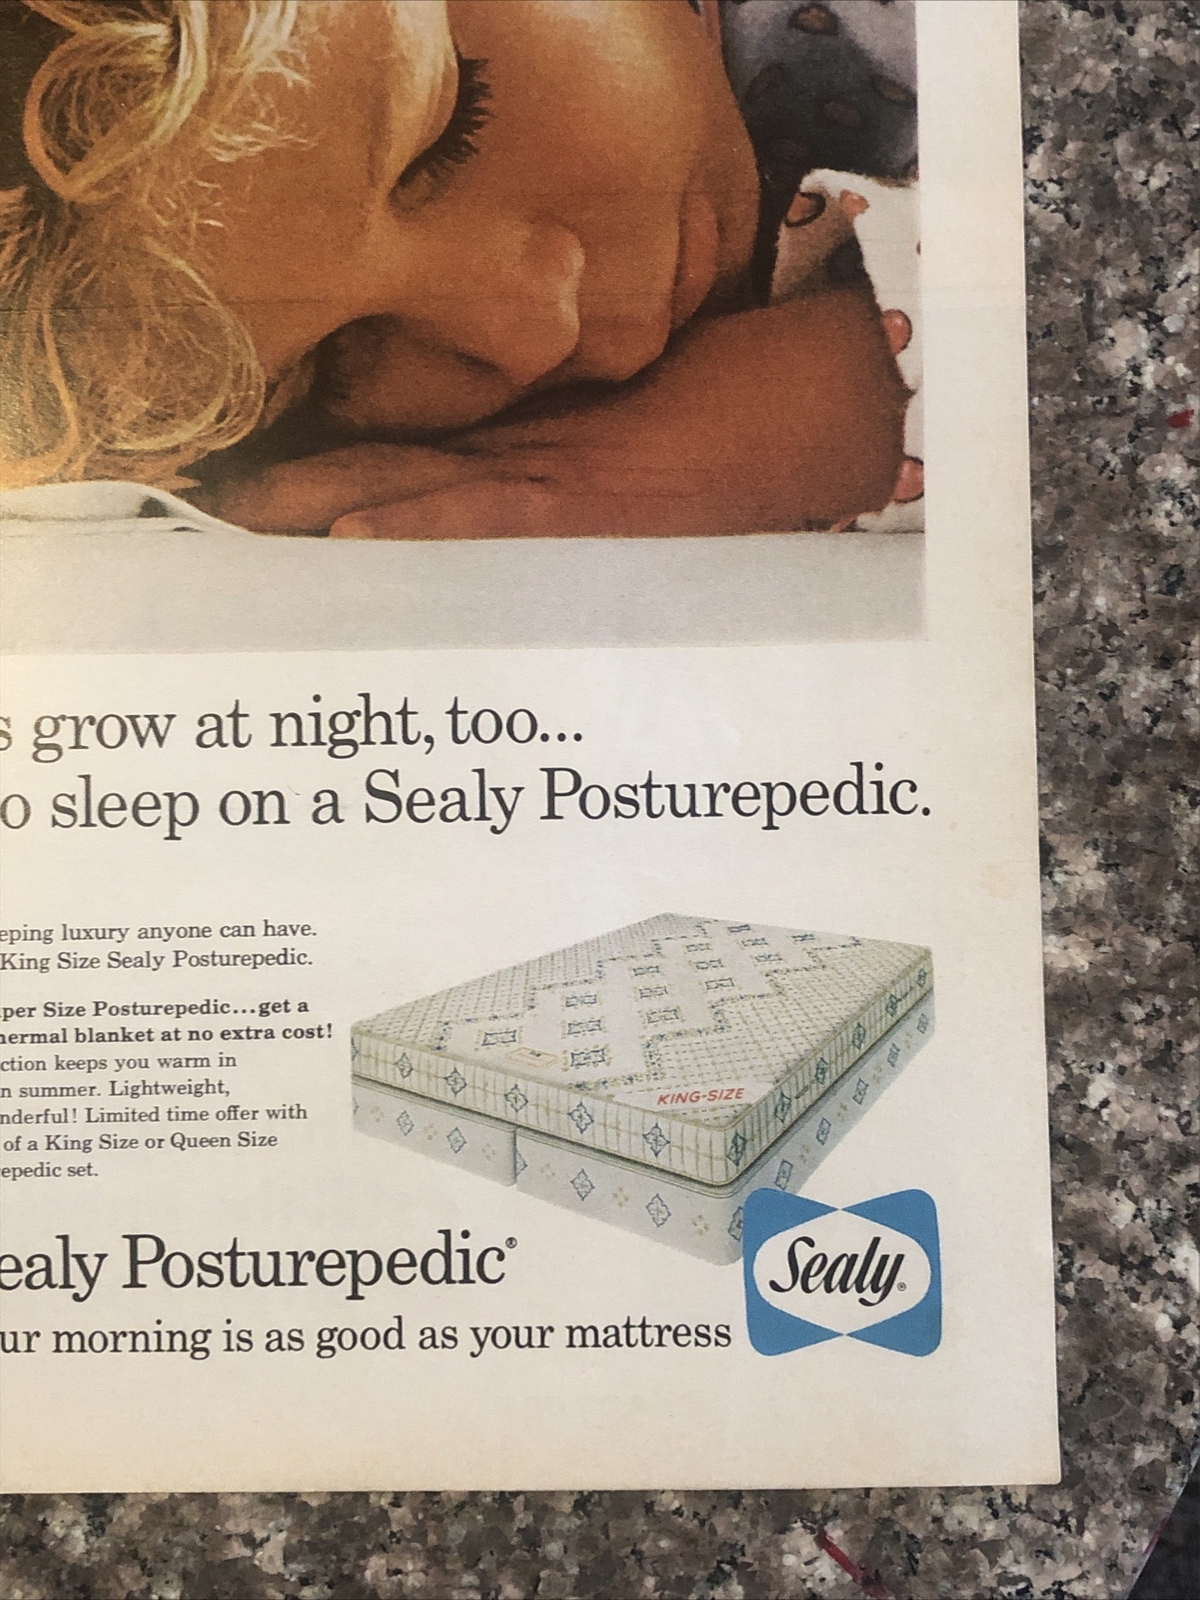 s grow at night, too...
o sleep on a Sealy Posturepedic.
eping luxury anyone can have.
King Size Sealy Posturepedic.
per Size Posturepedic...get a
hermal blanket at no extra cost!
ction keeps you warm in
n summer. Lightweight,
nderful! Limited time offer with
of a King Size or Queen Size
epedic set.
KING-SIZE
ealy Posturepedic®
ur morning is as good as your mattress
Sealy®